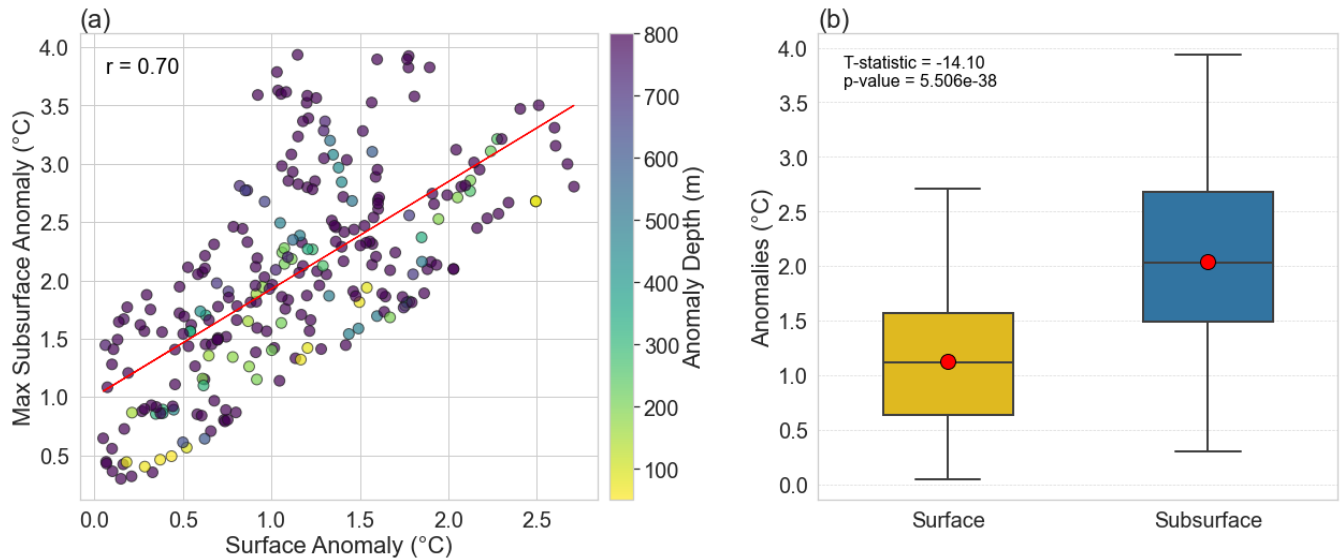 (a)
r = 0.70
Max Subsurface Anomaly (°C)
4.0
3.5
3.0
2.5
2.0
1.5
1.0
0.5
0.0
0.5
1.0
1.5
2.0
2.5
Surface Anomaly (°C)
800
700
600
500
400
300
200
100
Anomaly Depth (m)
(b)
T-statistic = -14.10
p-value = 5.506e-38
Anomalies (°C)
4.0
3.5
3.0
2.5
2.0
1.5
1.0
0.5
0.0
Surface
Subsurface